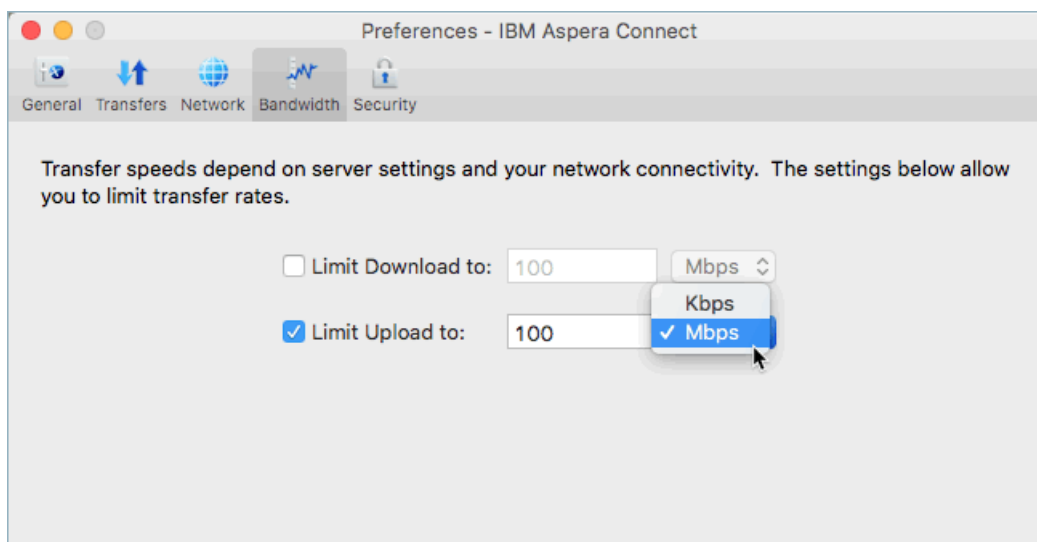 Preferences - IBM Aspera Connect
General Transfers Network Bandwidth Security
Transfer speeds depend on server settings and your network connectivity. The settings below allow
you to limit transfer rates.
Limit Download to: 100 Mbps
Kbps
Limit Upload to: 100 Mbps